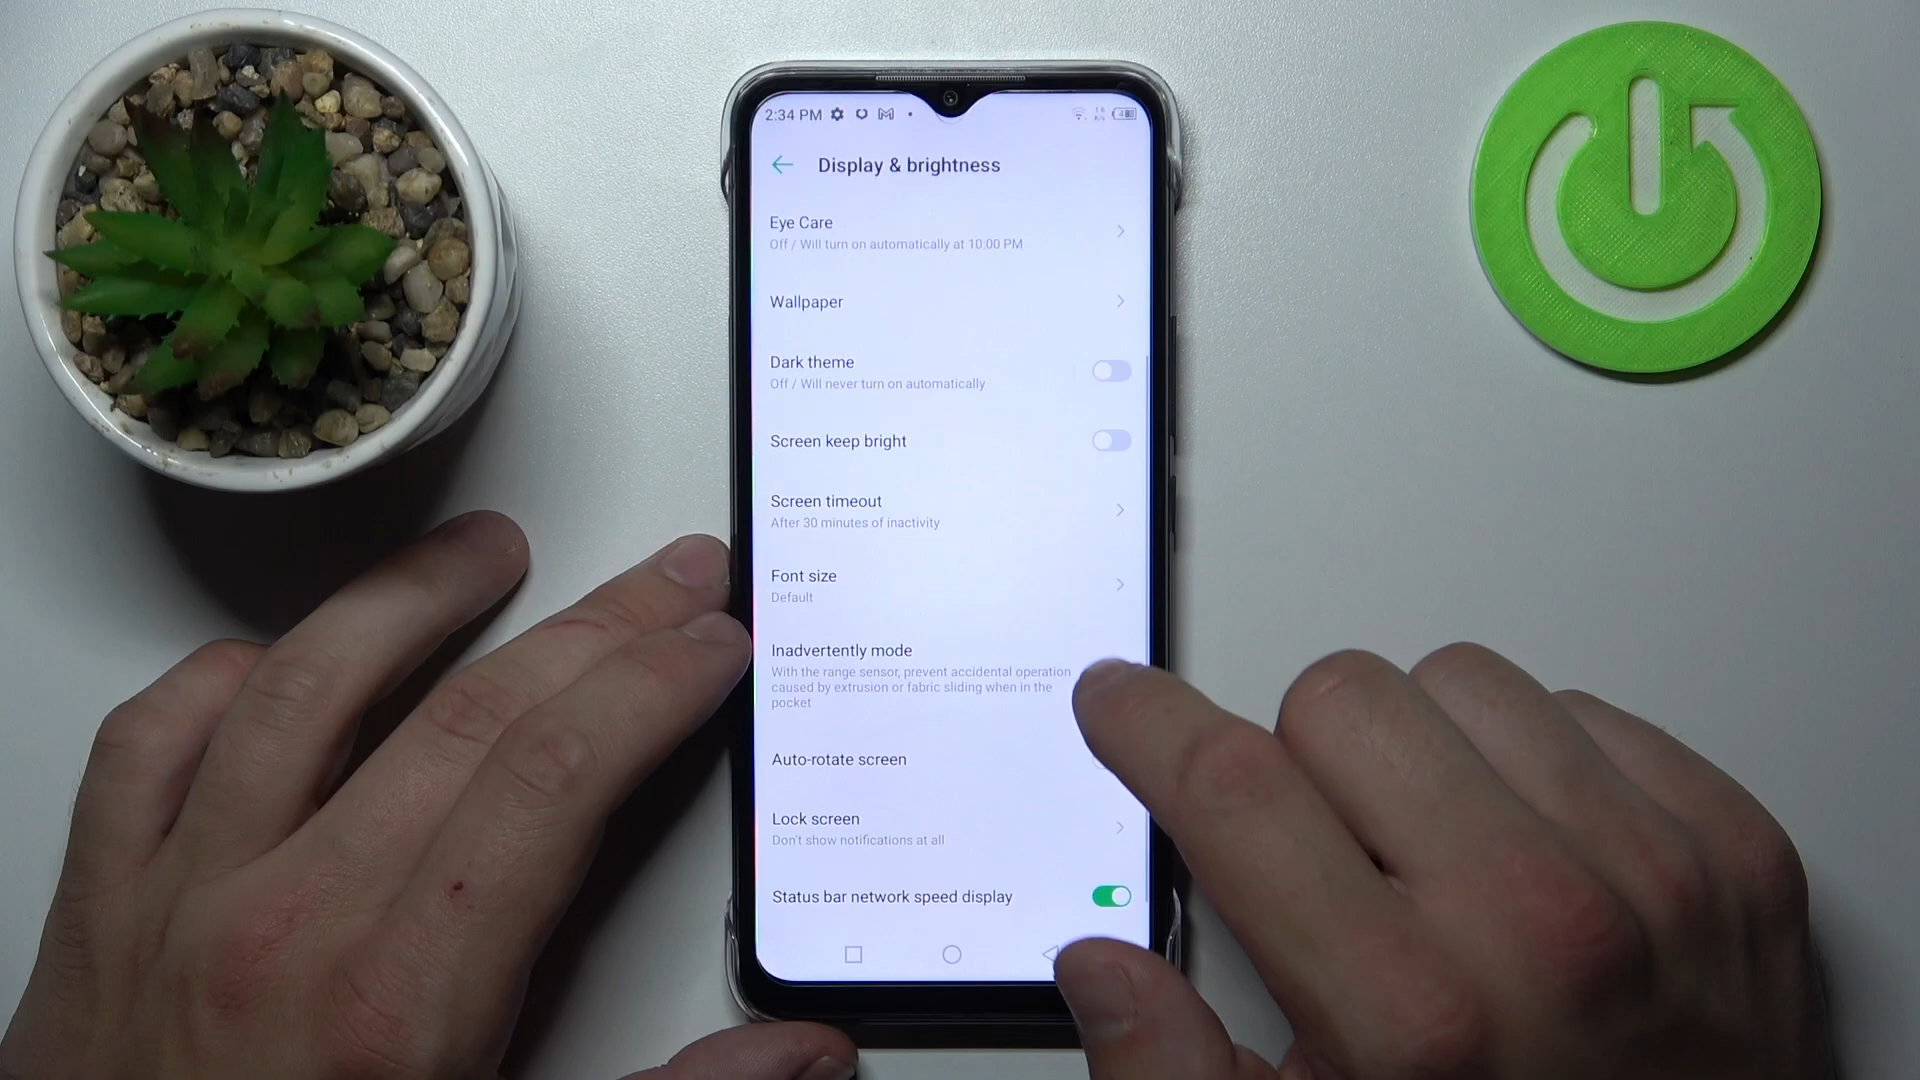 2:34 PM
Display & brightness
Eye Care
Off / Will turn on automatically at 10:00 PM
Wallpaper
Dark theme
Off / Will never turn on automatically
Screen keep bright
Screen timeout
After 30 minutes of inactivity
Font size
Default
Inadvertently mode
With the range sensor, prevent accidental operation
caused by extrusion or fabric sliding when in the
pocket
Auto-rotate screen
Lock screen
Don't show notifications at all
Status bar network speed display